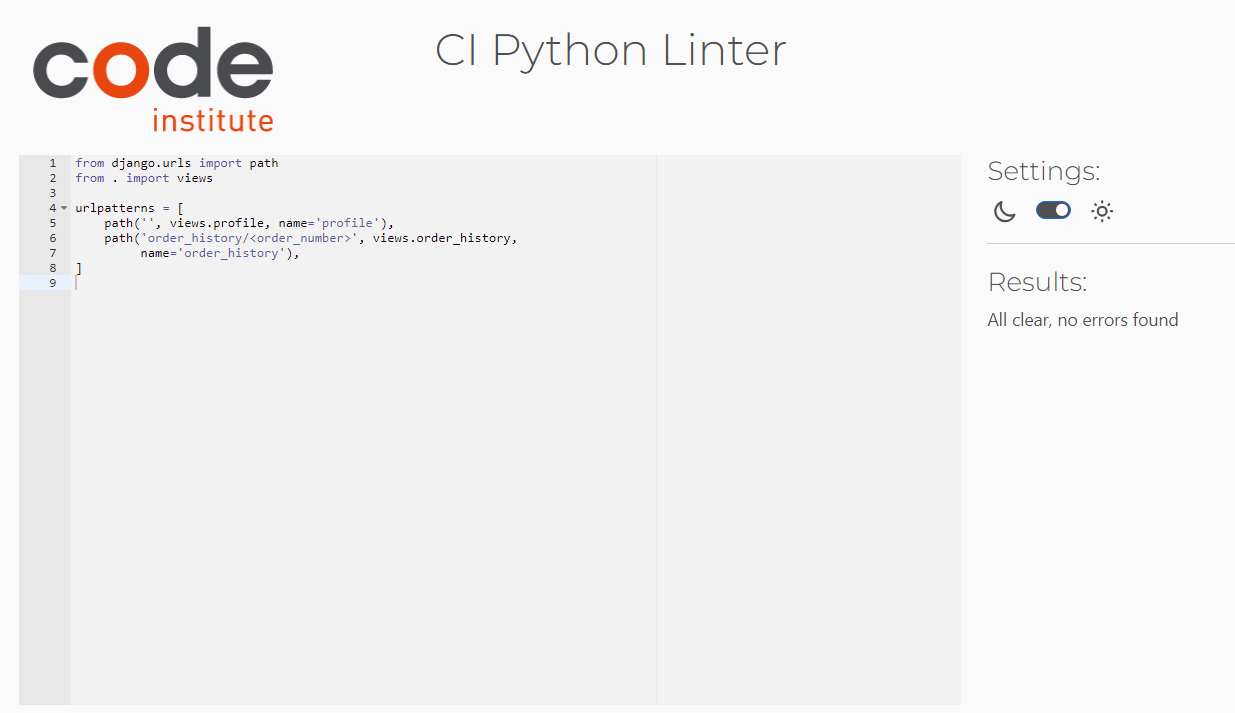 code
institute
CI Python Linter
1 from django.urls import path
2 from . import views
3
4 urlpatterns = [
5     path('', views.profile, name='profile'),
6     path('order_history/<order_number>', views.order_history,
7          name='order_history'),
8 ]
9
Settings:
Results:
All clear, no errors found